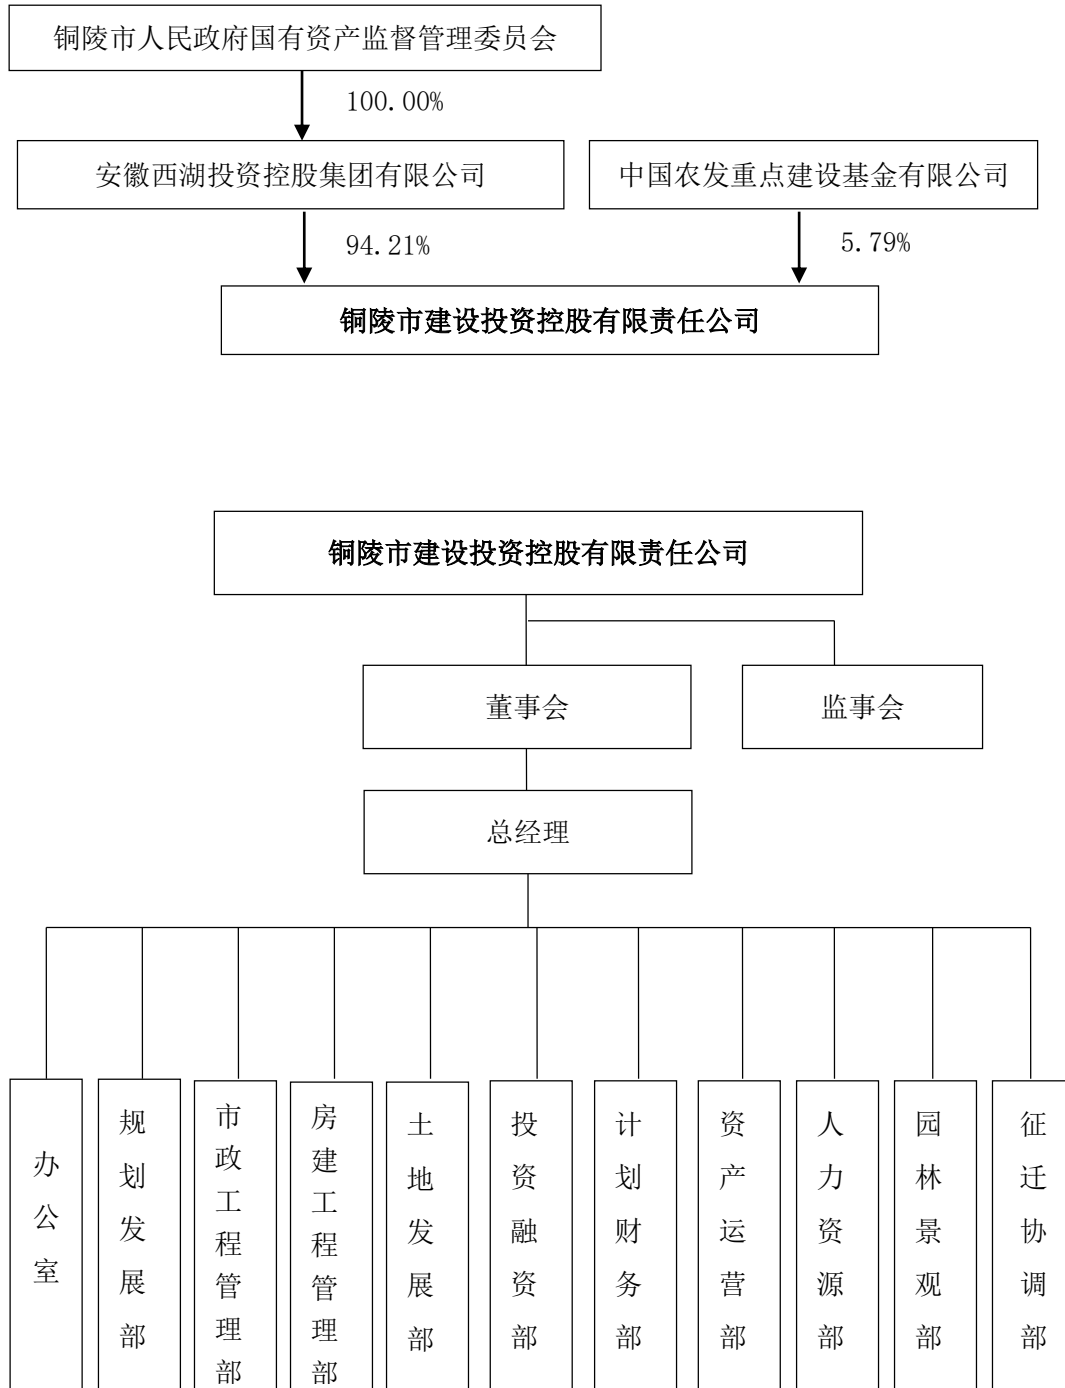 铜陵市人民政府国有资产监督管理委员会
100.00%
安徽西湖投资控股集团有限公司
中国农发重点建设基金有限公司
94.21%
5.79%
铜陵市建设投资控股有限责任公司
铜陵市建设投资控股有限责任公司
董事会
监事会
总经理
办公室
规划发展部
市政工程管理部
房建工程管理部
土地发展部
投资融资部
计划财务部
资产运营部
人力资源部
园林景观部
征迁协调部